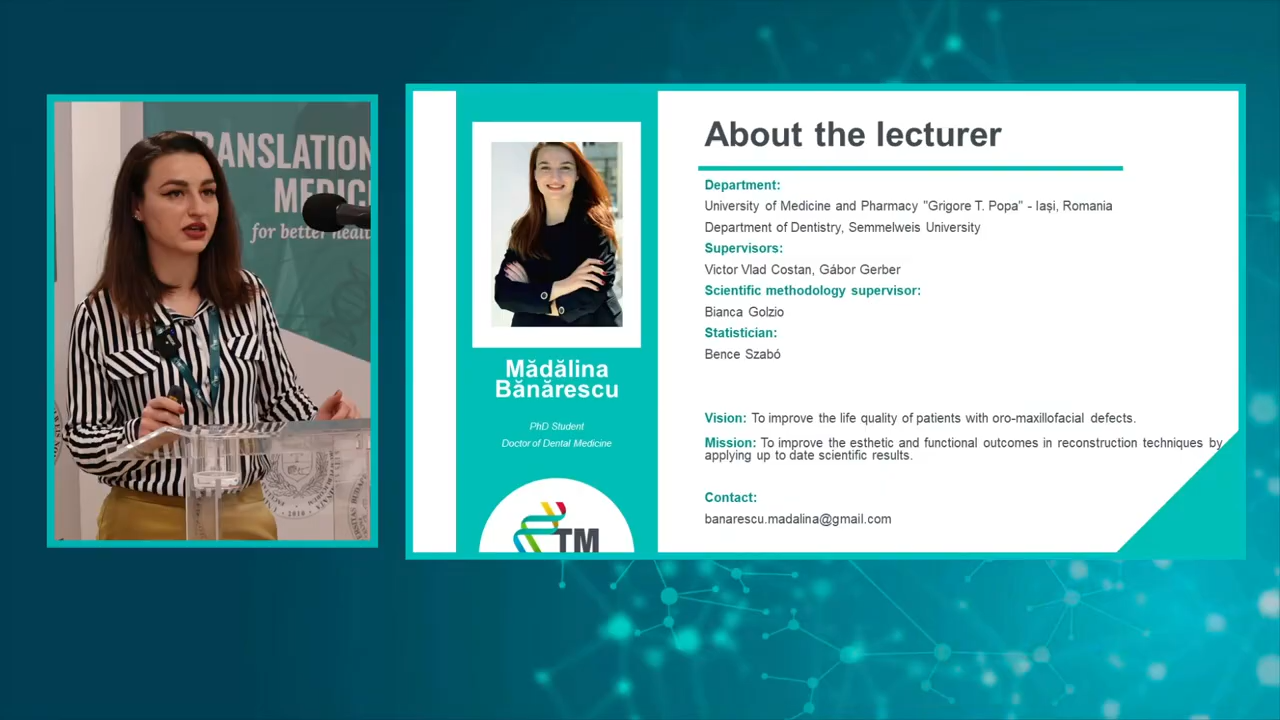 TRANSLATION
MEDICI
for better health
2010
About the lecturer
Department:
University of Medicine and Pharmacy "Grigore T. Popa" - Iași, Romania
Department of Dentistry, Semmelweis University
Supervisors:
Victor Vlad Costan, Gábor Gerber
Scientific methodology supervisor:
Bianca Golzio
Statistician:
Bence Szabó
Mădălina
Bănărescu
PhD Student
Doctor of Dental Medicine
TM
Vision: To improve the life quality of patients with oro-maxillofacial defects.
Mission: To improve the esthetic and functional outcomes in reconstruction techniques by
applying up to date scientific results.
Contact:
banarescu.madalina@gmail.com